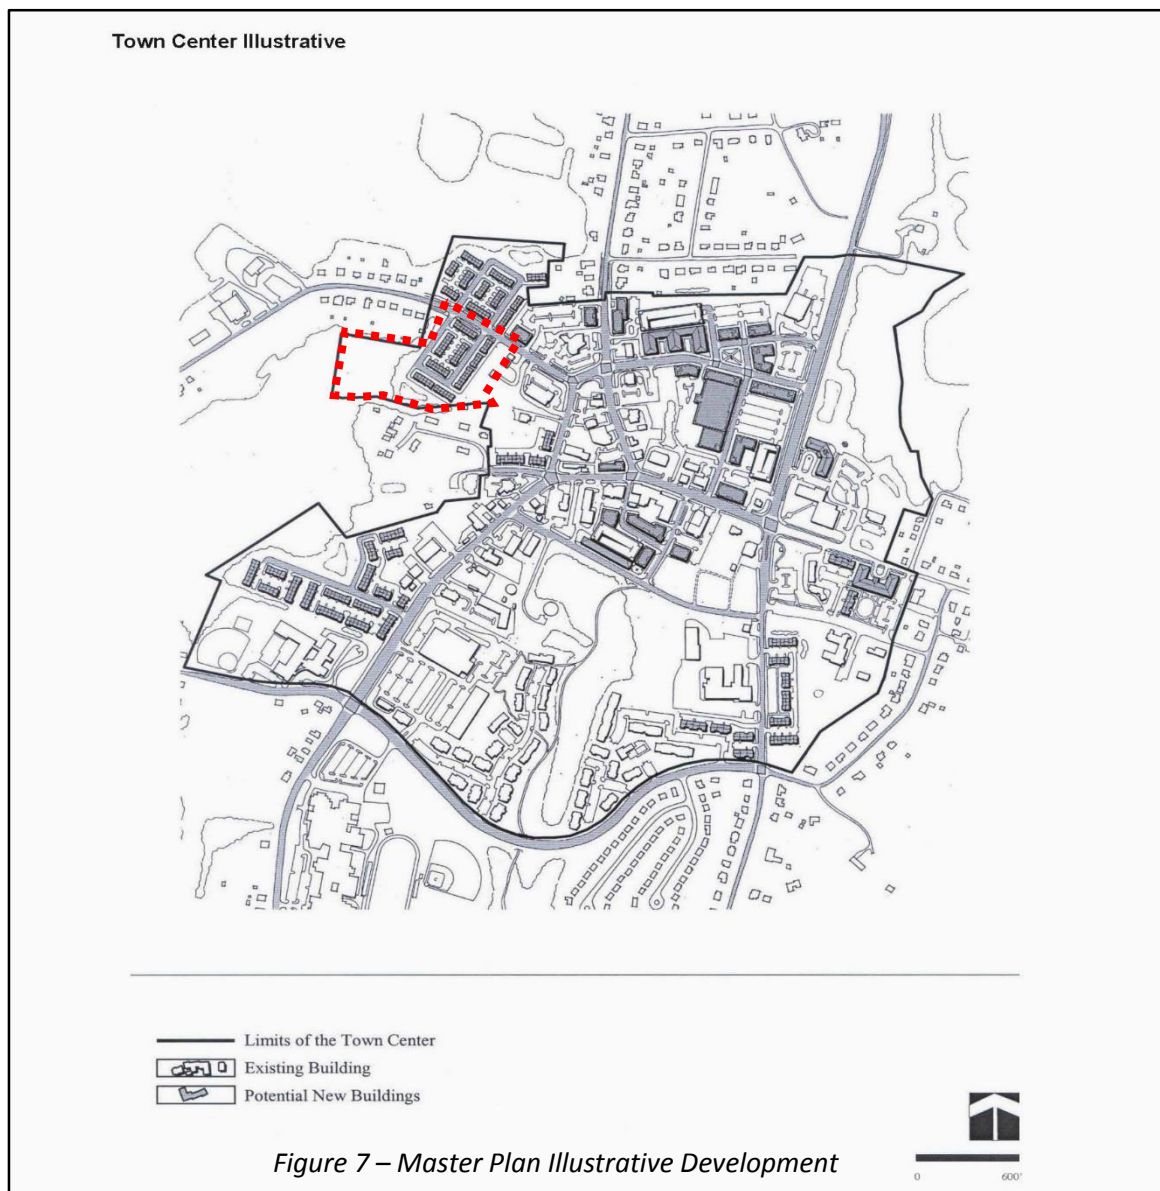 Town Center Illustrative
Limits of the Town Center
Existing Building
Potential New Buildings
Figure 7 – Master Plan Illustrative Development
0 600'